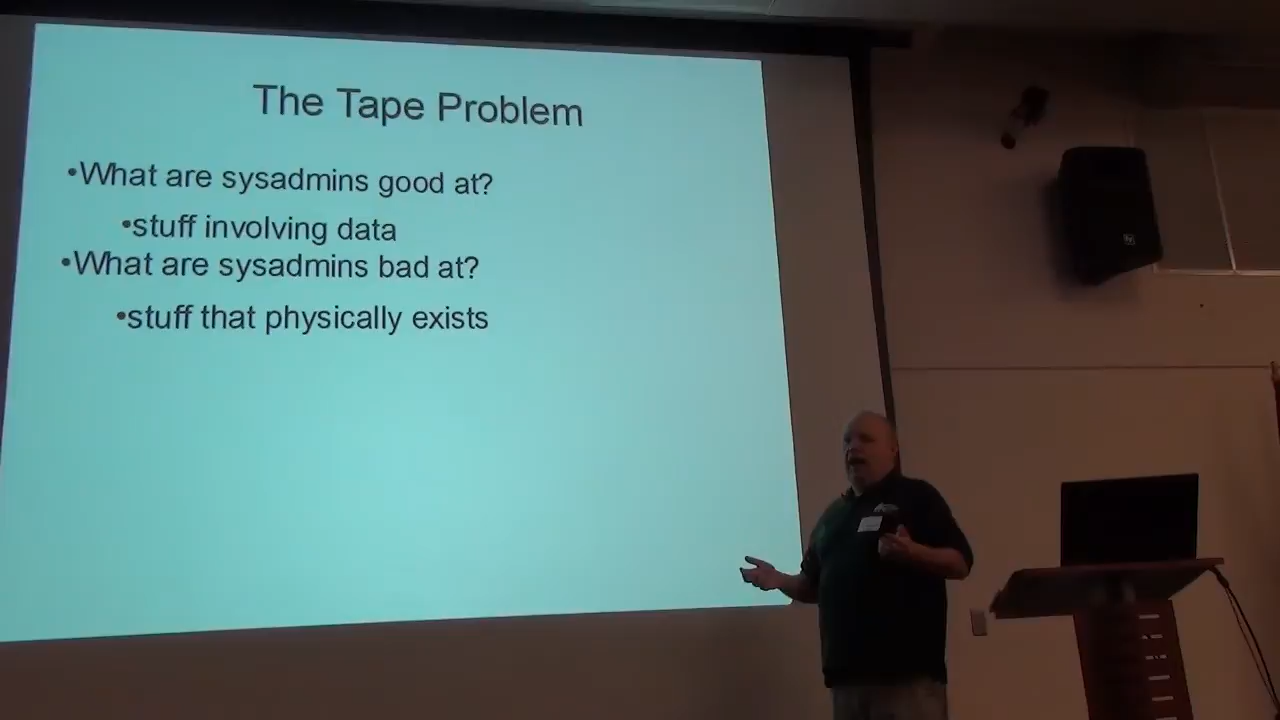 The Tape Problem
•What are sysadmins good at?
•stuff involving data
•What are sysadmins bad at?
•stuff that physically exists